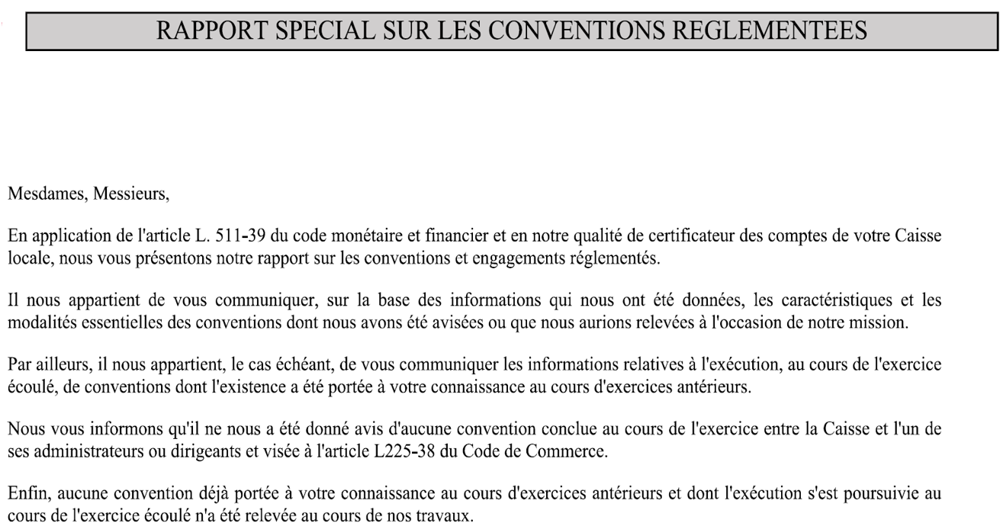 RAPPORT SPECIAL SUR LES CONVENTIONS REGLEMENTEES
Mesdames, Messieurs,
En application de l'article L. 511-39 du code monétaire et financier et en notre qualité de certificateur des comptes de votre Caisse
locale, nous vous présentons notre rapport sur les conventions et engagements réglementés.
Il nous appartient de vous communiquer, sur la base des informations qui nous ont été données, les caractéristiques et les
modalités essentielles des conventions dont nous avons été avisées ou que nous aurions relevées à l'occasion de notre mission.
Par ailleurs, il nous appartient, le cas échéant, de vous communiquer les informations relatives à l'exécution, au cours de l'exercice
écoulé, de conventions dont l'existence a été portée à votre connaissance au cours d'exercices antérieurs.
Nous vous informons qu'il ne nous a été donné avis d'aucune convention conclue au cours de l'exercice entre la Caisse et l'un de
ses administrateurs ou dirigeants et visée à l'article L225-38 du Code de Commerce.
Enfin, aucune convention déjà portée à votre connaissance au cours d'exercices antérieurs et dont l'exécution s'est poursuivie au
cours de l'exercice écoulé n'a été relevée au cours de nos travaux.